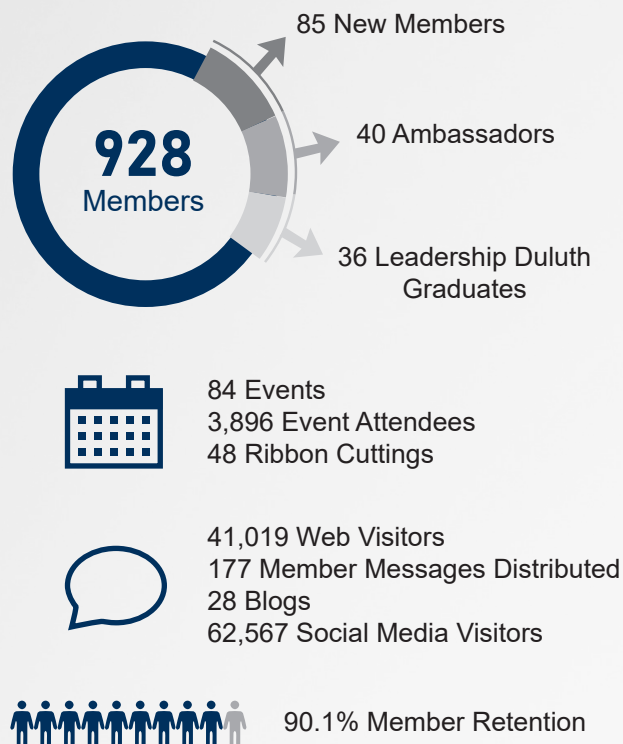 85 New Members
928
Members
40 Ambassadors
36 Leadership Duluth
Graduates
84 Events
3,896 Event Attendees
48 Ribbon Cuttings
41,019 Web Visitors
177 Member Messages Distributed
28 Blogs
62,567 Social Media Visitors
90.1% Member Retention